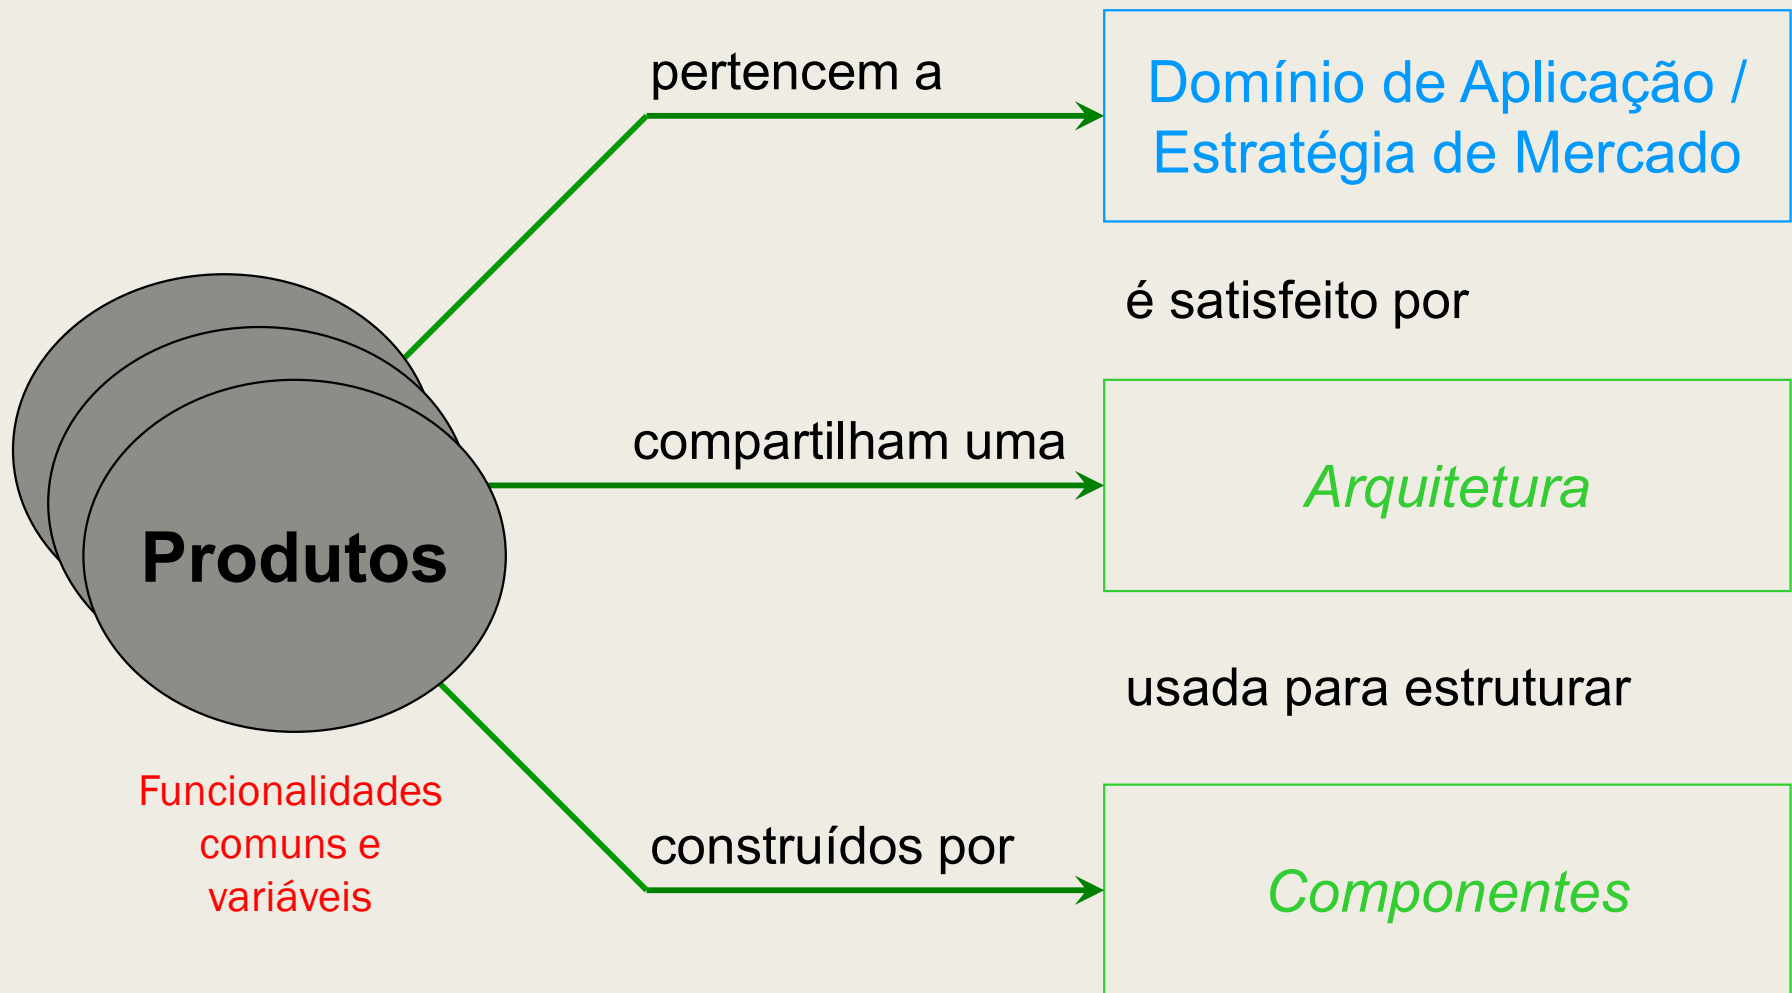 pertencem a
Domínio de Aplicação /
Estratégia de Mercado
é satisfeito por
compartilham uma
Arquitetura
Produtos
usada para estruturar
Funcionalidades
comuns e
variáveis
construídos por
Componentes